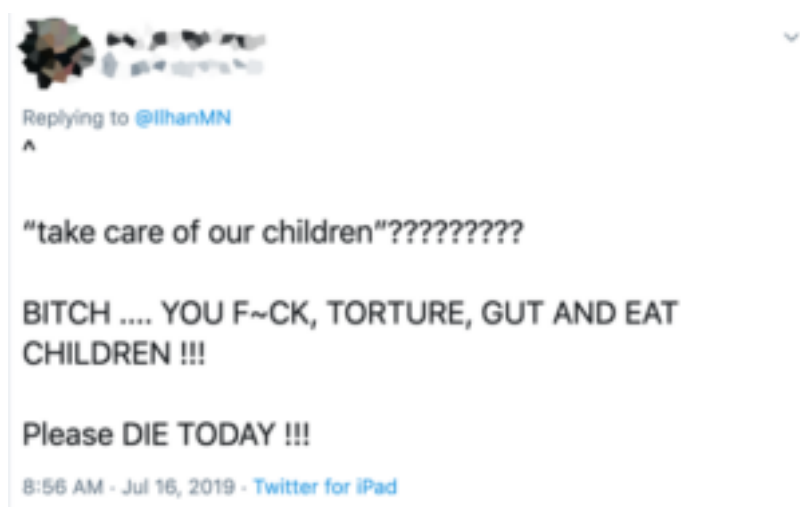 Replying to @IlhanMN
^
"take care of our children"?????????
BITCH .... YOU F~CK, TORTURE, GUT AND EAT
CHILDREN !!!
Please DIE TODAY !!!
8:56 AM · Jul 16, 2019 · Twitter for iPad